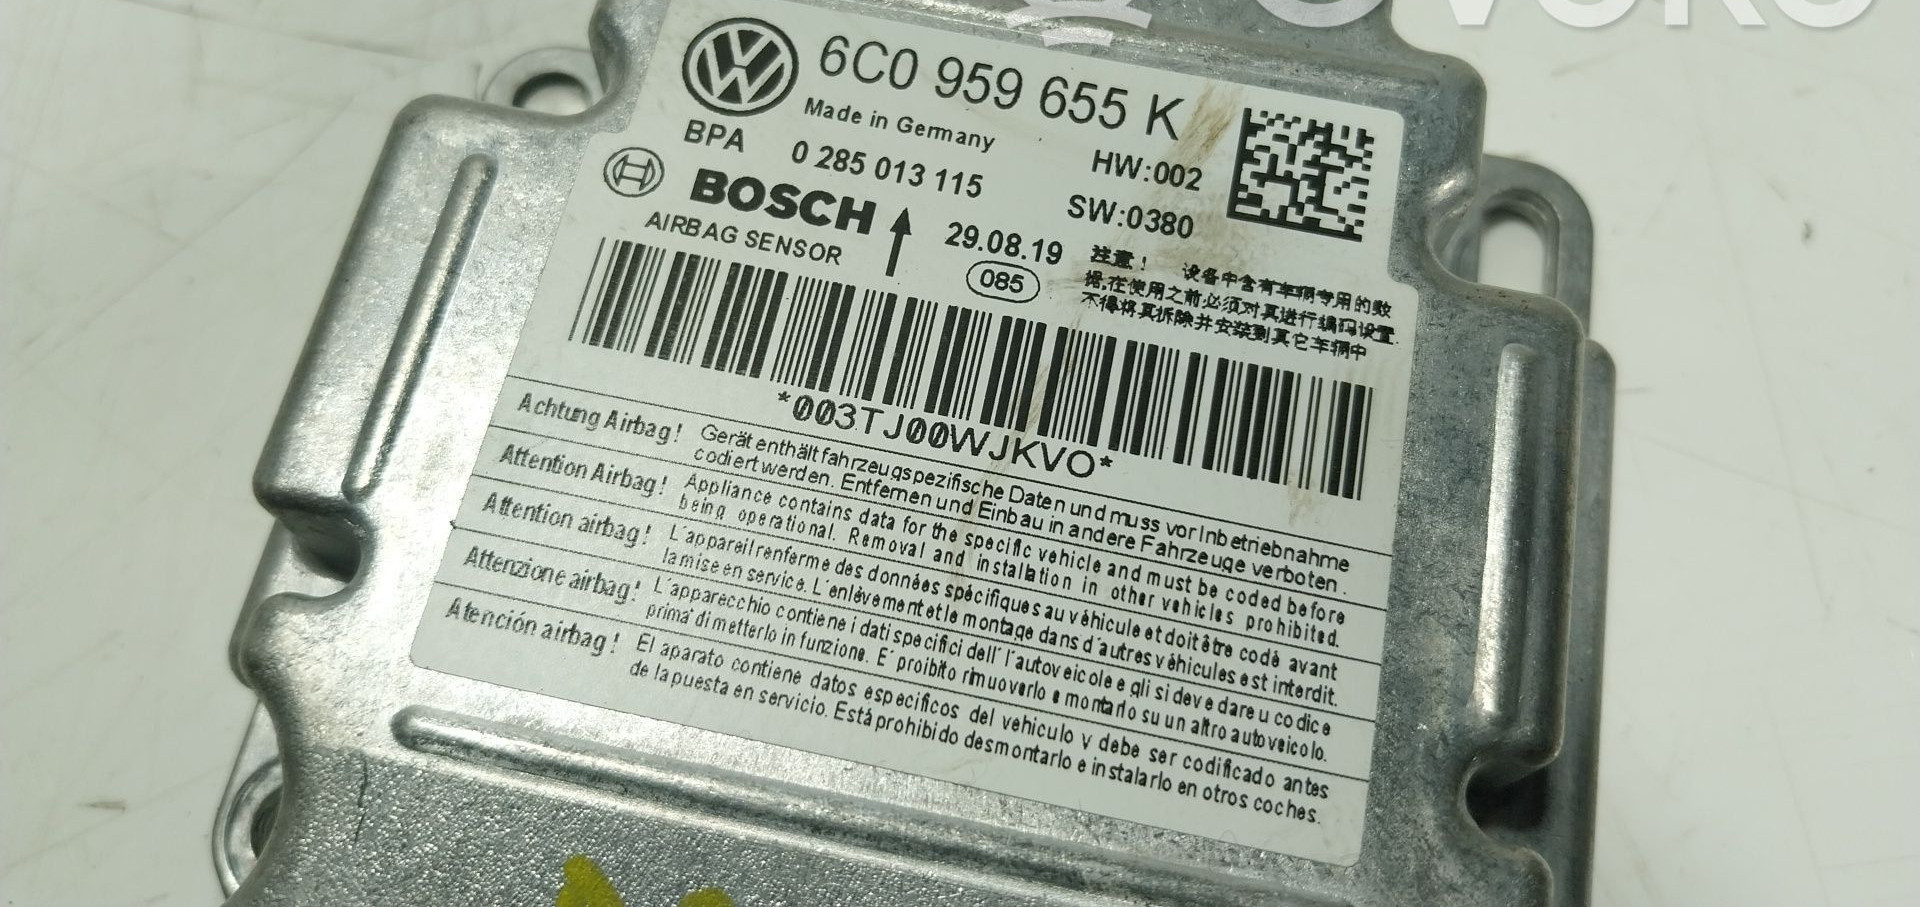 6C0 959 655 K
Made in Germany
BPA 0 285 013 115
HW:002
BOSCH
SW:0380
AIRBAG SENSOR
29.08.19
085
注意！ 设备中含有车辆专用的数
据,在使用之前必须对真进行编码设置.
不得将真拆除并安装到真它车辆中
*003TJ00WJKVO*
Achtung Airbag! Gerät enthält fahrzeugspezifische Daten und muss vor Inbetriebnahme
codiert werden. Entfernen und Einbau in andere Fahrzeuge verboten.
Attention Airbag! Appliance contains data for the specific vehicle and must be coded before
being operational. Removal and installation in other vehicles prohibited.
Attention airbag! L'appareil renferme des données spécifiques au véhicule et doit être codé avant
la mise en service. L'enlèvement et le montage dans d'autres véhicules est interdit.
Attenzione airbag! L'apparecchio contiene i dati specifici dell'l'autoveicole e gli si deve dare u codice
prima di metterlo in funzione. E' proibito rimuoverlo e montarlo su un altro autoveicolo.
Atención airbag! El aparato contiene datos específicos del vehiculo y debe ser codificado antes
de la puesta en servicio. Está prohibido desmontarlo e instalarlo en otros coches.